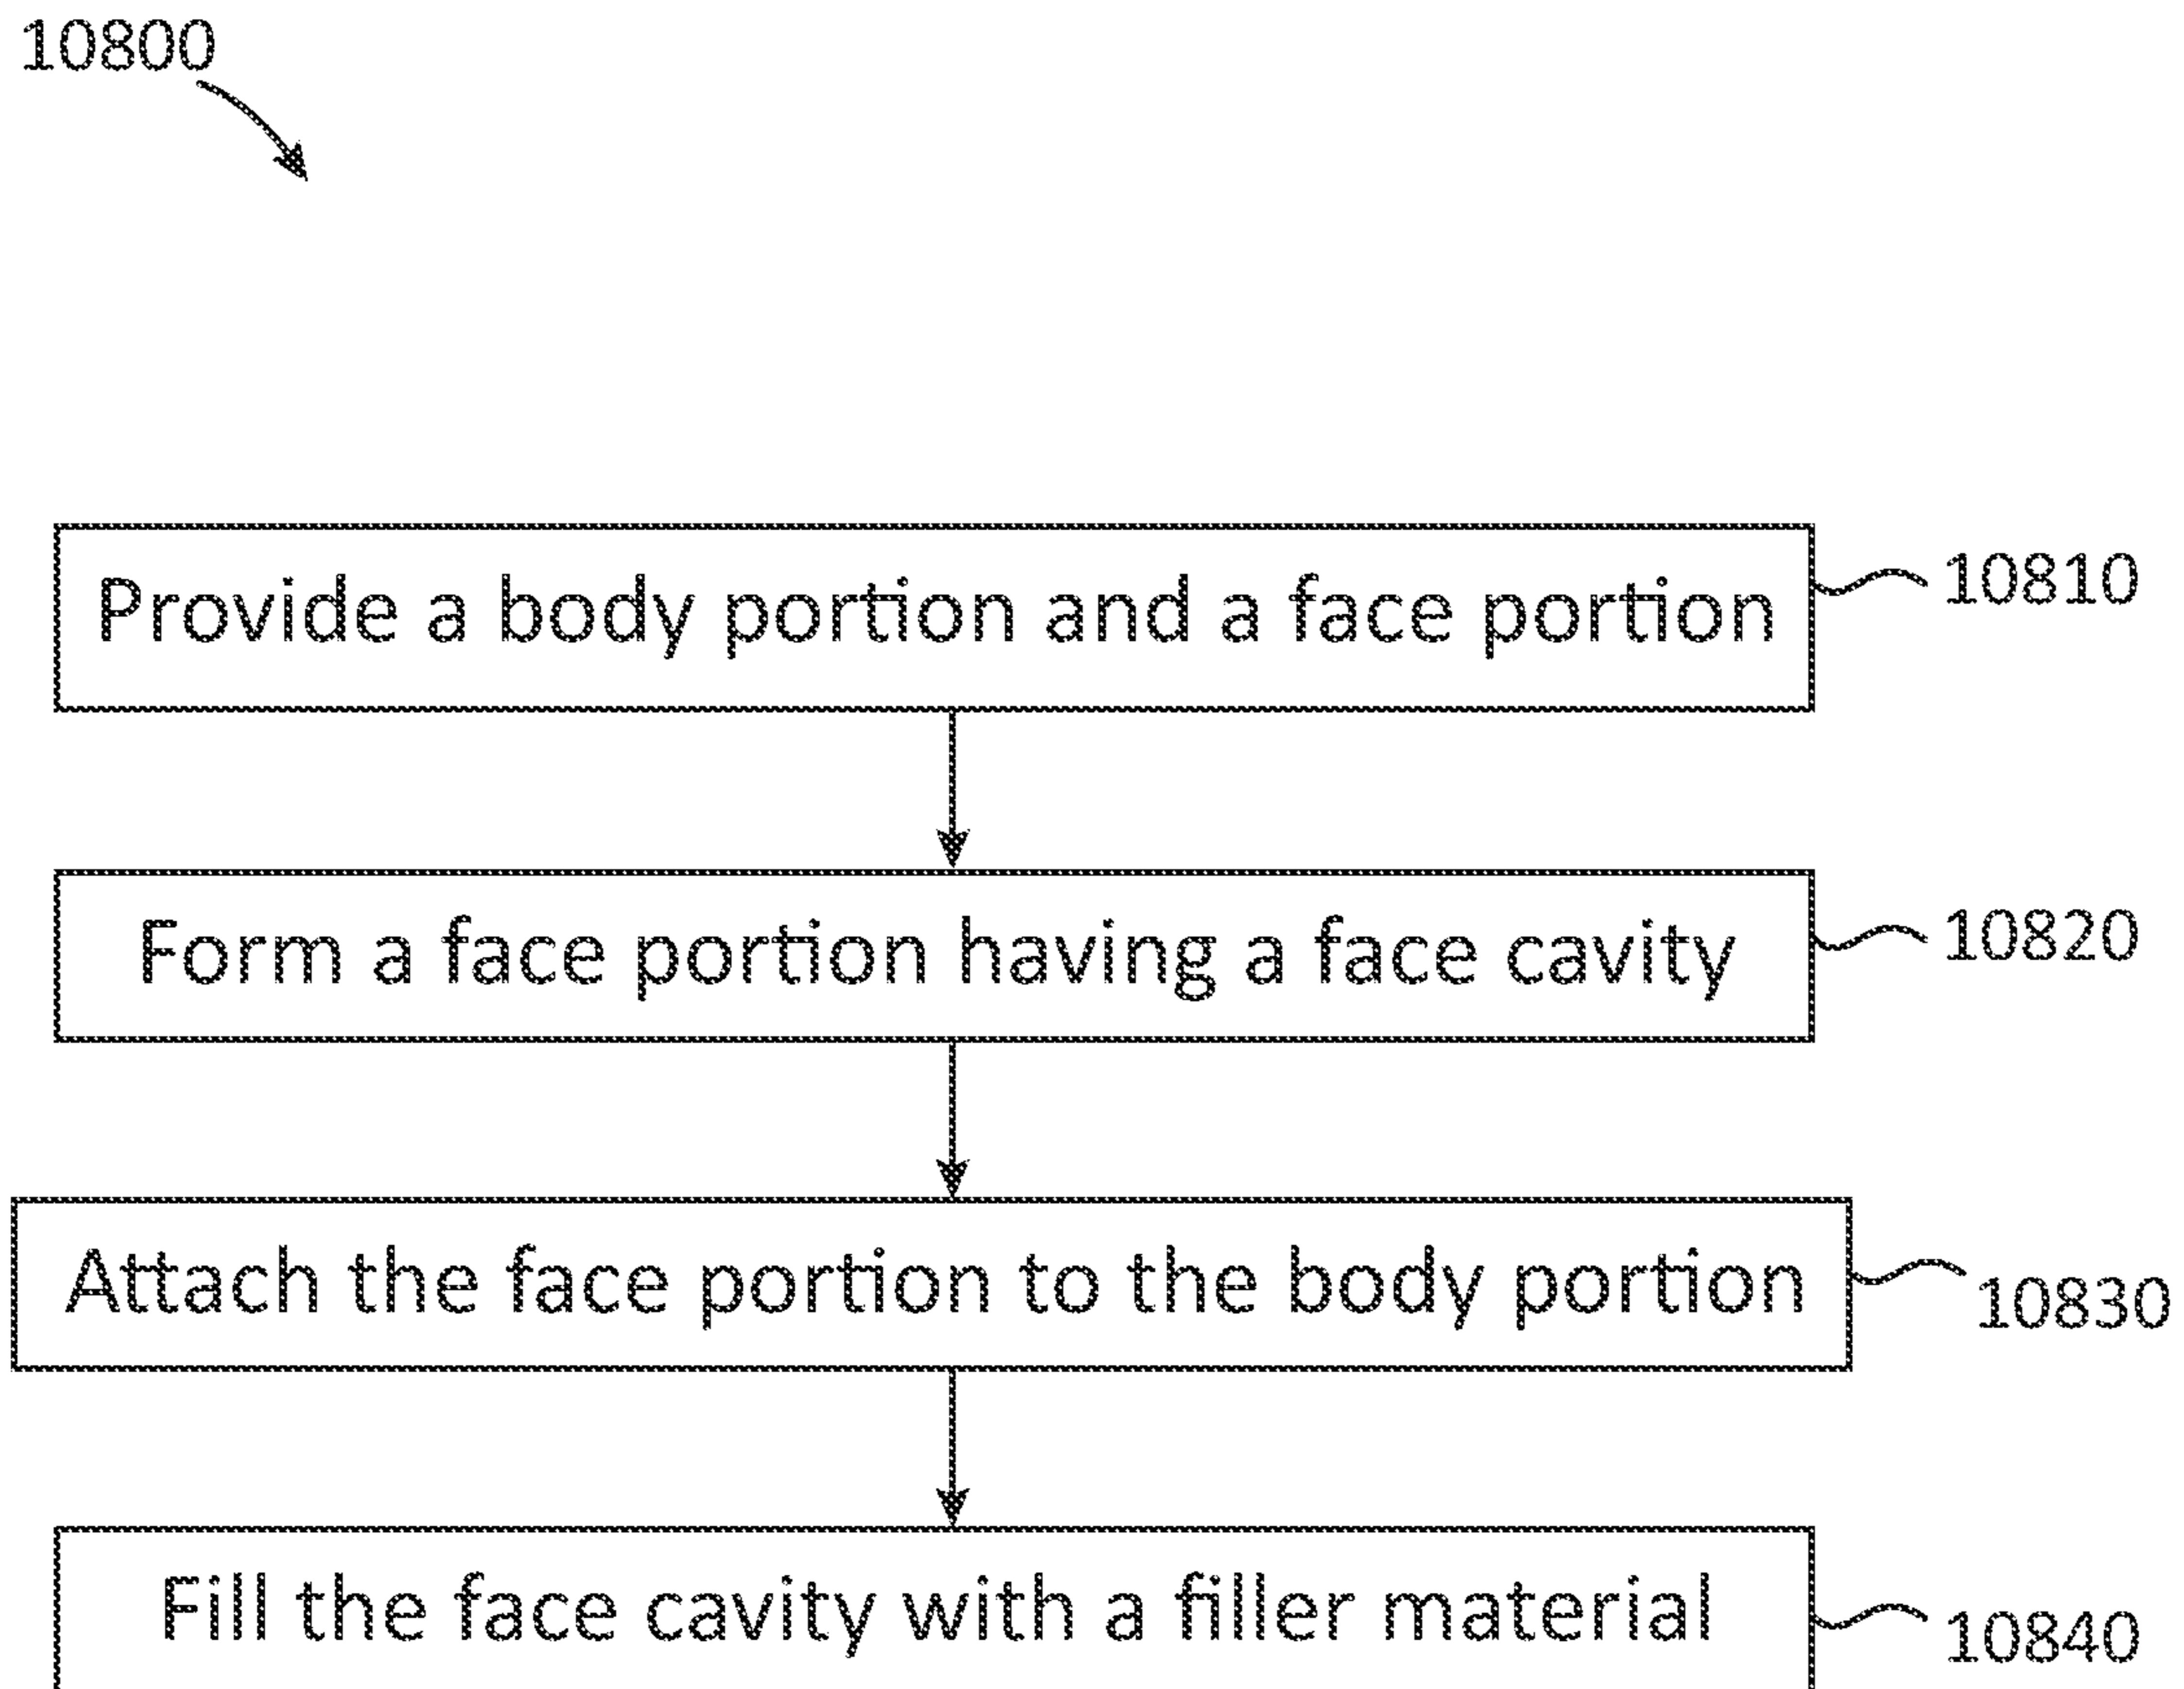 10800
Provide a body portion and a face portion
10810
Form a face portion having a face cavity
10820
Attach the face portion to the body portion
10830
Fill the face cavity with a filler material
10840